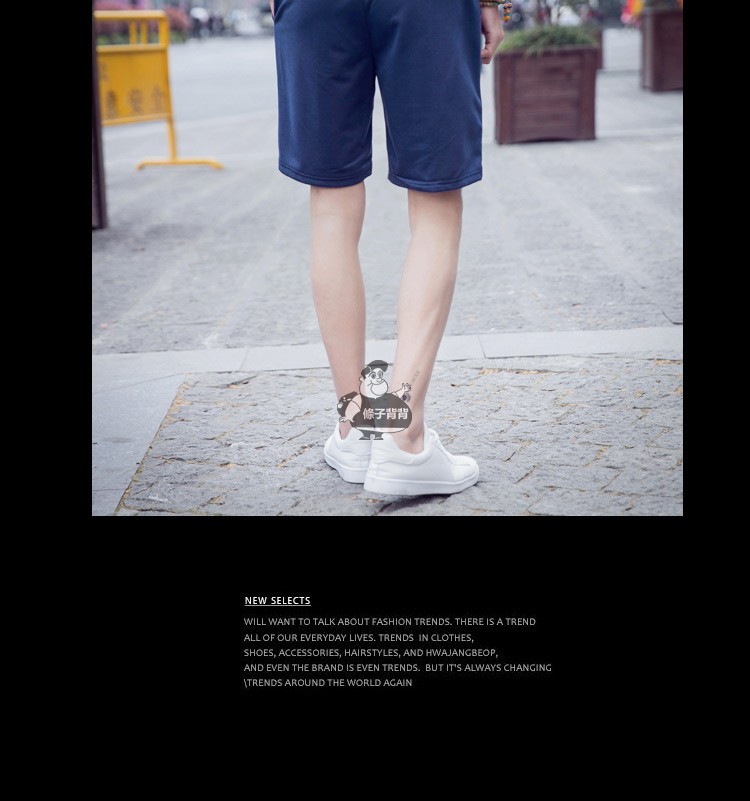 條子背背
NEW SELECTS
WILL WANT TO TALK ABOUT FASHION TRENDS. THERE IS A TREND
ALL OF OUR EVERYDAY LIVES. TRENDS  IN CLOTHES,
SHOES, ACCESSORIES, HAIRSTYLES, AND HWAJANGBEOP,
AND EVEN THE BRAND IS EVEN TRENDS.  BUT IT'S ALWAYS CHANGING
\TRENDS AROUND THE WORLD AGAIN